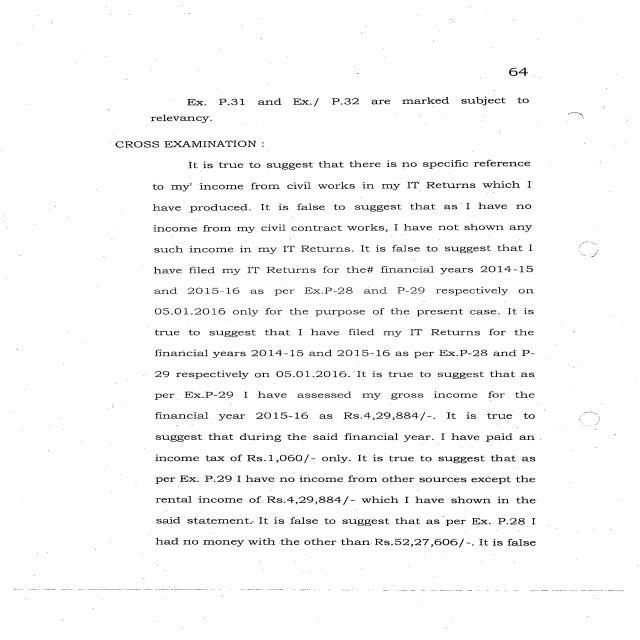 64
Ex. P.31 and Ex./ P.32 are marked subject to
relevancy.
CROSS EXAMINATION :
It is true to suggest that there is no specific reference
to my' income from civil works in my IT Returns which I
have produced. It is false to suggest that as I have no
income from my civil contract works, I have not shown any
such income in my IT Returns. It is false to suggest that I
have filed my IT Returns for the# financial years 2014-15
and 2015-16 as per Ex.P-28 and P-29 respectively on
05.01.2016 only for the purpose of the present case. It is
true to suggest that I have filed my IT Returns for the
financial years 2014-15 and 2015-16 as per Ex.P-28 and P-
29 respectively on 05.01.2016. It is true to suggest that as
per Ex.P-29 I have assessed my gross income for the
financial year 2015-16 as Rs.4,29,884/-. It is true to
suggest that during the said financial year. I have paid an
income tax of Rs.1,060/- only. It is true to suggest that as
per Ex. P.29 I have no income from other sources except the
rental income of Rs.4,29,884/- which I have shown in the
said statement. It is false to suggest that as per Ex. P.28 I
had no money with the other than Rs.52,27,606/-. It is false